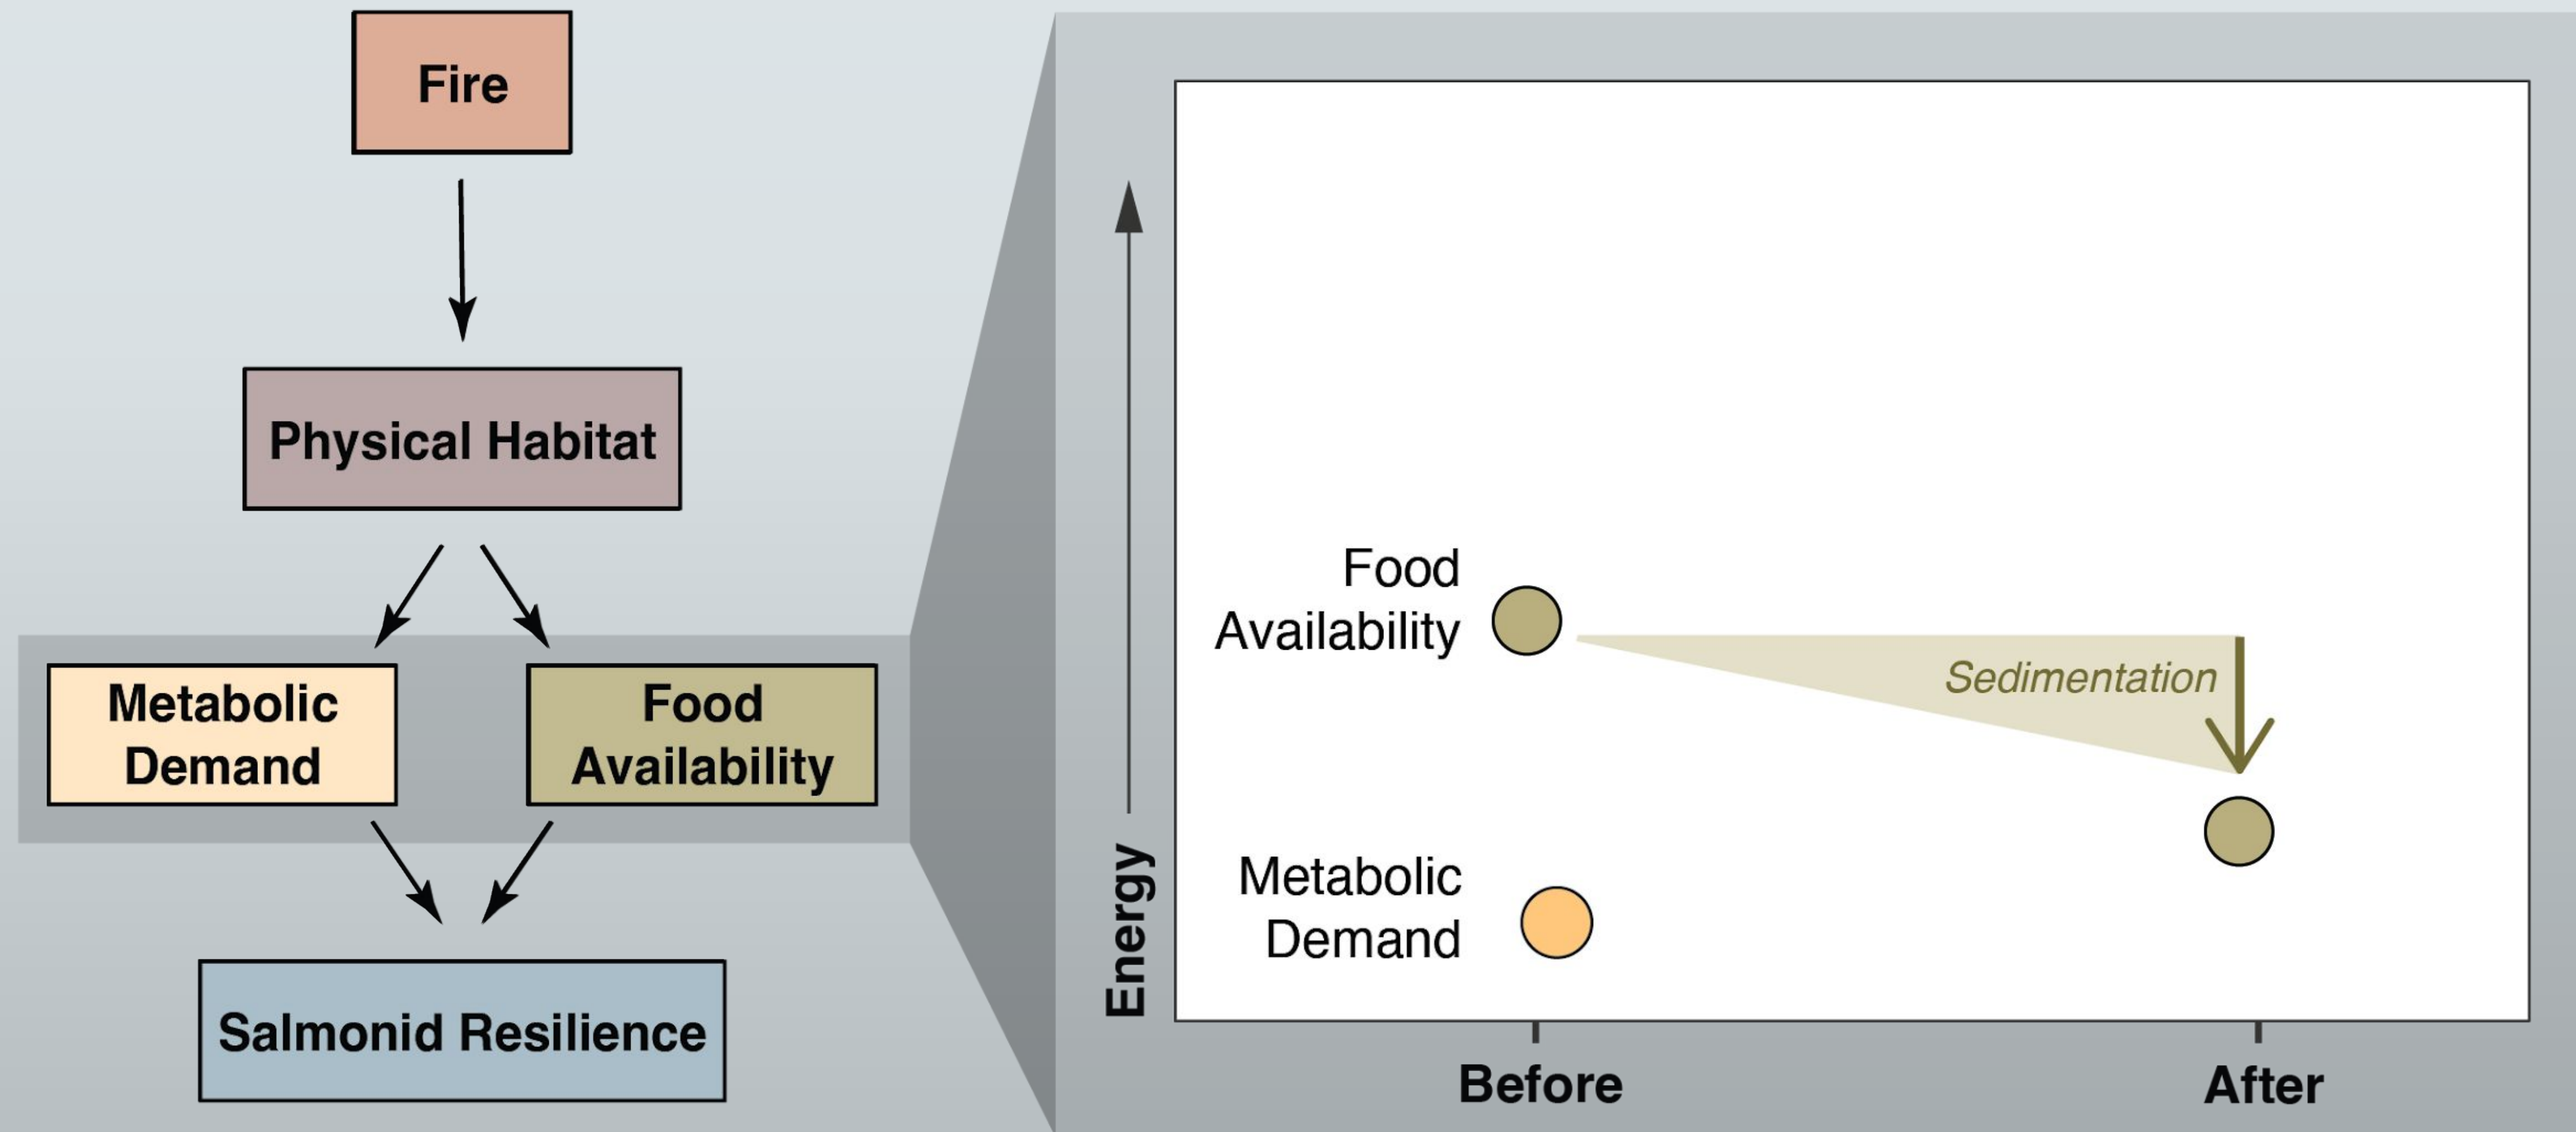 Fire
Physical Habitat
Metabolic
Demand
Food
Availability
Salmonid Resilience
Energy
Food
Availability
Sedimentation
Metabolic
Demand
Before
After